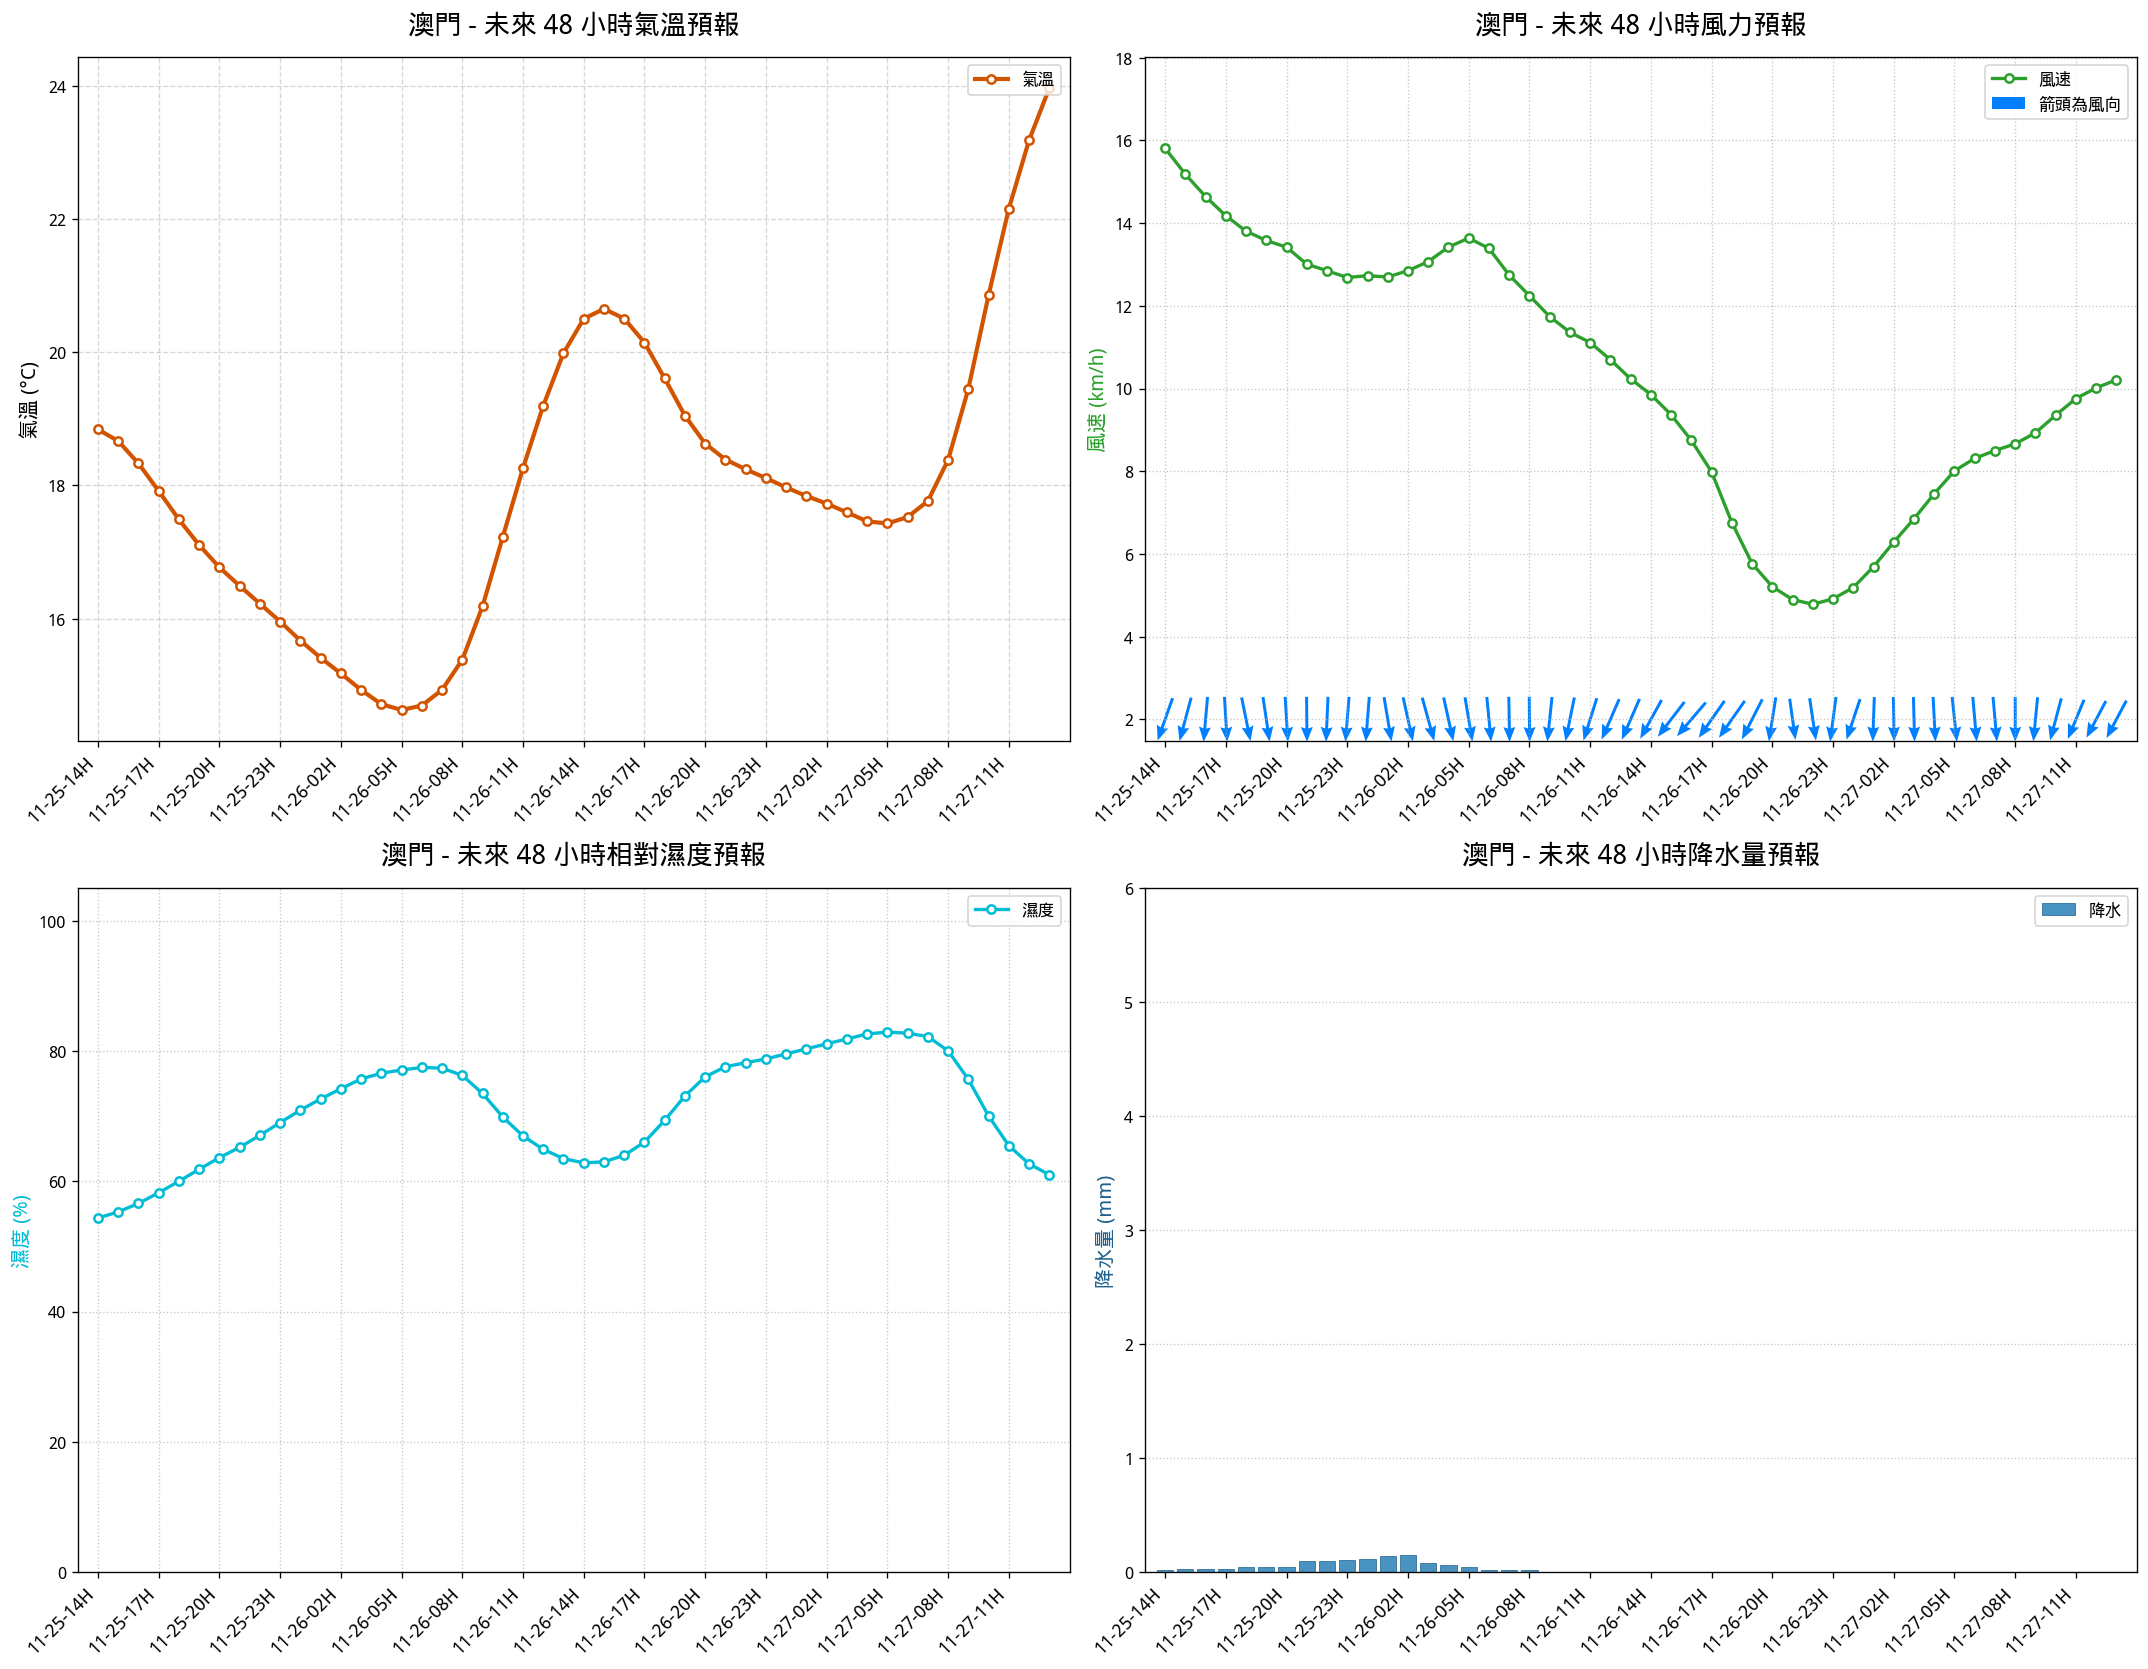 澳門 - 未來 48 小時氣溫預報
氣溫
氣溫 (°C)
24
22
20
18
16
11-25-14H
11-25-17H
11-25-20H
11-25-23H
11-26-02H
11-26-05H
11-26-08H
11-26-11H
11-26-14H
11-26-17H
11-26-20H
11-26-23H
11-27-02H
11-27-05H
11-27-08H
11-27-11H
澳門 - 未來 48 小時風力預報
風速
箭頭為風向
風速 (km/h)
18
16
14
12
10
8
6
4
2
11-25-14H
11-25-17H
11-25-20H
11-25-23H
11-26-02H
11-26-05H
11-26-08H
11-26-11H
11-26-14H
11-26-17H
11-26-20H
11-26-23H
11-27-02H
11-27-05H
11-27-08H
11-27-11H
澳門 - 未來 48 小時相對濕度預報
濕度
濕度 (%)
100
80
60
40
20
0
11-25-14H
11-25-17H
11-25-20H
11-25-23H
11-26-02H
11-26-05H
11-26-08H
11-26-11H
11-26-14H
11-26-17H
11-26-20H
11-26-23H
11-27-02H
11-27-05H
11-27-08H
11-27-11H
澳門 - 未來 48 小時降水量預報
降水
降水量 (mm)
6
5
4
3
2
1
0
11-25-14H
11-25-17H
11-25-20H
11-25-23H
11-26-02H
11-26-05H
11-26-08H
11-26-11H
11-26-14H
11-26-17H
11-26-20H
11-26-23H
11-27-02H
11-27-05H
11-27-08H
11-27-11H